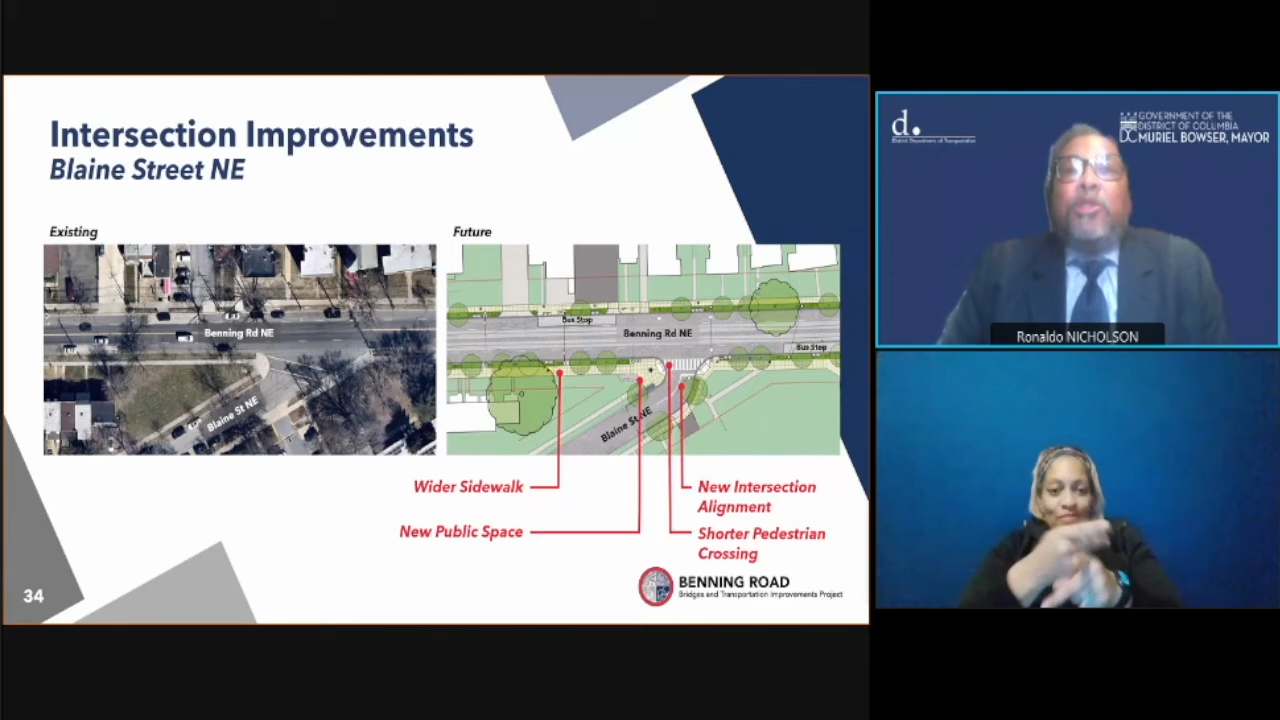 Intersection Improvements
Blaine Street NE
Existing
Future
Benning Rd NE
Blaine St NE
Bus Stop
Benning Rd NE
Bus Stop
Blaine St NE
Wider Sidewalk
New Public Space
New Intersection
Alignment
Shorter Pedestrian
Crossing
BENNING ROAD
Bridges and Transportation Improvements Project
34
d.
District Department of Transportation
GOVERNMENT OF THE
DISTRICT OF COLUMBIA
DC MURIEL BOWSER, MAYOR
Ronaldo NICHOLSON